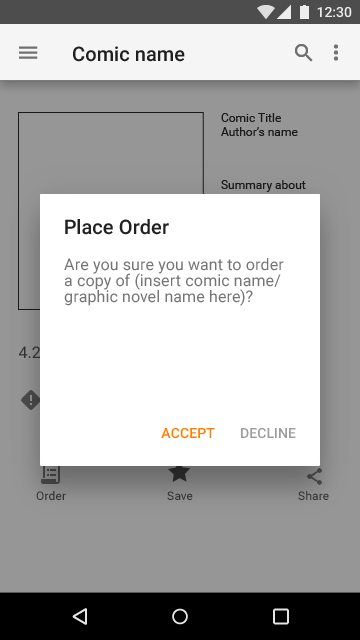 12:30
Comic name
Comic Title
Author's name
Summary about
Place Order
Are you sure you want to order
a copy of (insert comic name/
graphic novel name here)?
4.2
ACCEPT DECLINE
Order Save Share